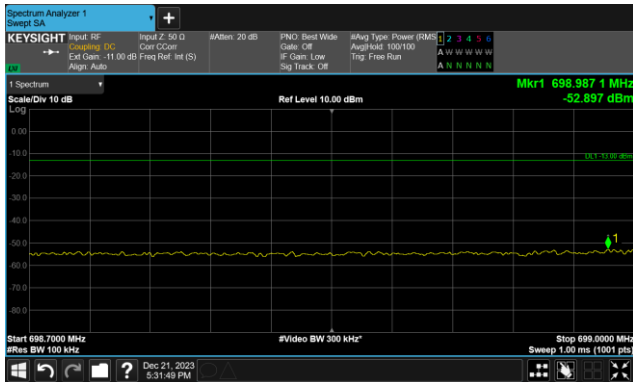 Spectrum Analyzer 1
Swept SA
+
KEYSIGHT Input: RF Input Z: 50 Ω #Atten: 20 dB PNO: Best Wide #Avg Type: Power (RMS 1 2 3 4 5 6
Coupling: DC Corr CCorr Gate: Off Avg|Hold: 100/100 A W W W W W
Ext Gain: -11.00 dB Freq Ref: Int (S) IF Gain: Low Trig: Free Run
LXI Align: Auto Sig Track: Off A N N N N N
1 Spectrum Mkr1 698.987 1 MHz
Scale/Div 10 dB Ref Level 10.00 dBm -52.897 dBm
Log
0.00
-10.0
DL1 -13.00 dBm
-20.0
-30.0
-40.0
1
-50.0
-60.0
-70.0
-80.0
Start 698.7000 MHz #Video BW 300 kHz* Stop 699.0000 MHz
#Res BW 100 kHz Sweep 1.00 ms (1001 pts)
? Dec 21, 2023
5:31:49 PM